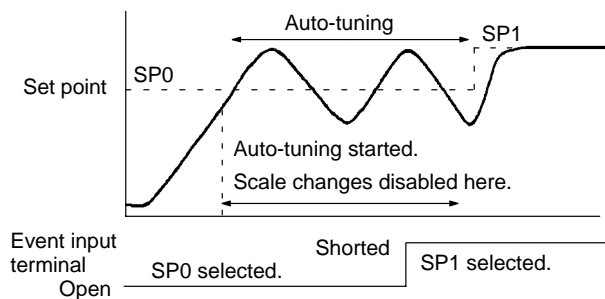 Auto-tuning
SP1
SP0
Set point
Auto-tuning started.
Scale changes disabled here.
Event input
terminal
Shorted
SP0 selected.
SP1 selected.
Open